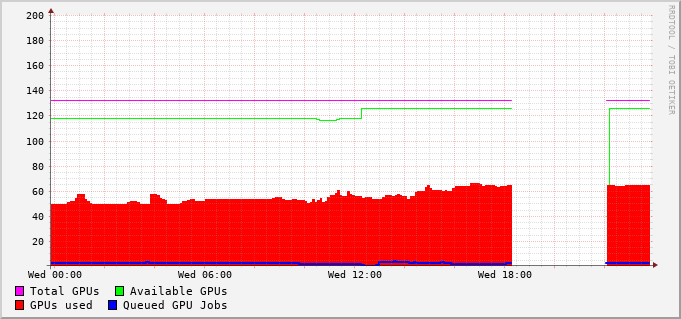 200
180
160
140
120
100
80
60
40
20
Wed 00:00 Wed 06:00 Wed 12:00 Wed 18:00
Total GPUs Available GPUs
GPUs used Queued GPU Jobs
RRDTOOL / TOBI OETIKER